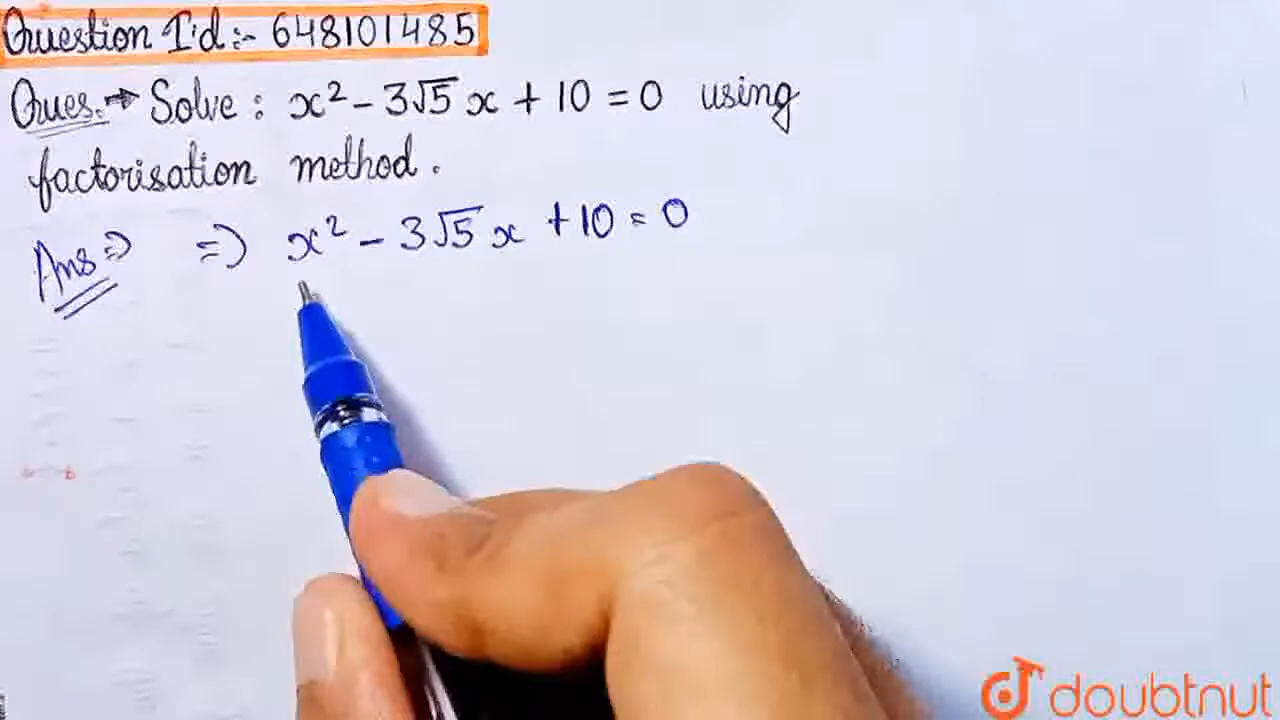 Question I'd:- 648101485
Ques.→ Solve: x² - 3√5 x + 10 = 0 using
factorisation method.
Ans⇒ ⇒) x² - 3√5 x + 10 = 0
doubtnut